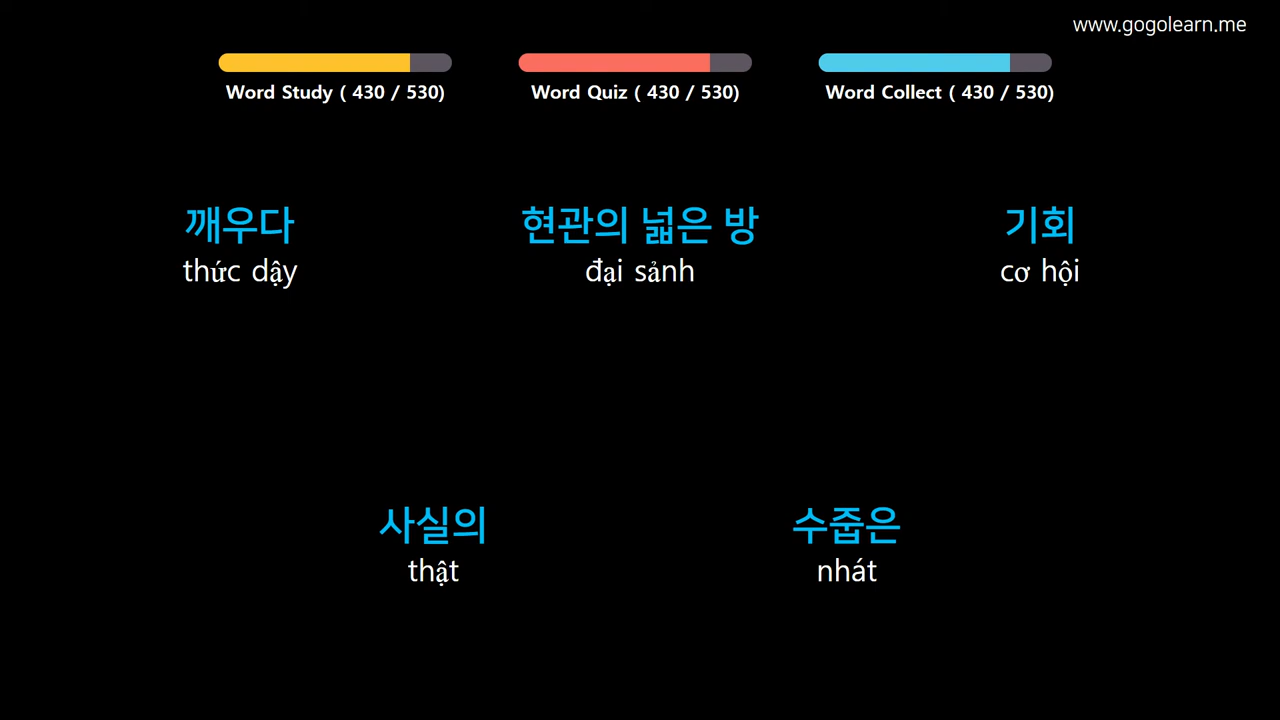 www.gogolearn.me
Word Study ( 430 / 530)
Word Quiz ( 430 / 530)
Word Collect ( 430 / 530)
깨우다
thức dậy
현관의 넓은 방
đại sảnh
기회
cơ hội
사실의
thật
수줍은
nhát